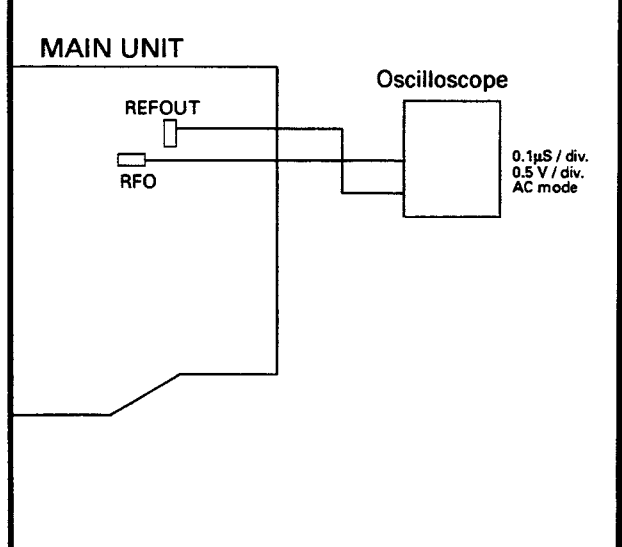 MAIN UNIT
Oscilloscope
REFOUT
RFO
0.1µS / div.
0.5 V / div.
AC mode